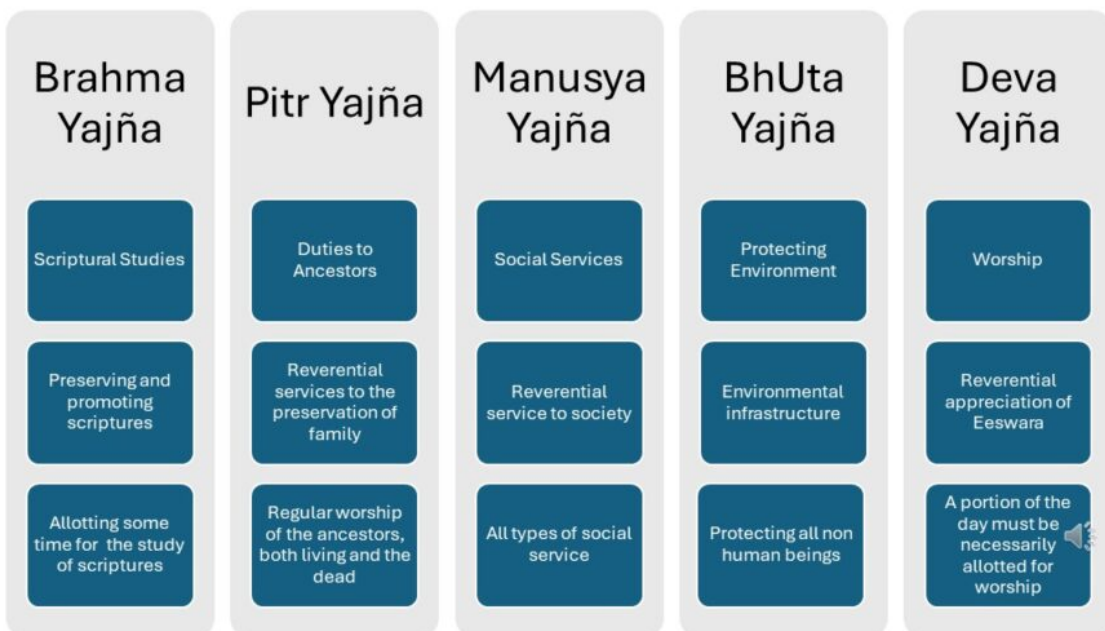 Brahma
Yajña
Scriptural Studies
Preserving and
promoting
scriptures
Allotting some
time for the study
of scriptures
Pitr Yajña
Duties to
Ancestors
Reverential
services to the
preservation of
family
Regular worship
of the ancestors,
both living and the
dead
Manusya
Yajña
Social Services
Reverential
service to society
All types of social
service
BhUta
Yajña
Protecting
Environment
Environmental
infrastructure
Protecting all non
human beings
Deva
Yajña
Worship
Reverential
appreciation of
Eeswara
A portion of the
day must be
necessarily
allotted for
worship